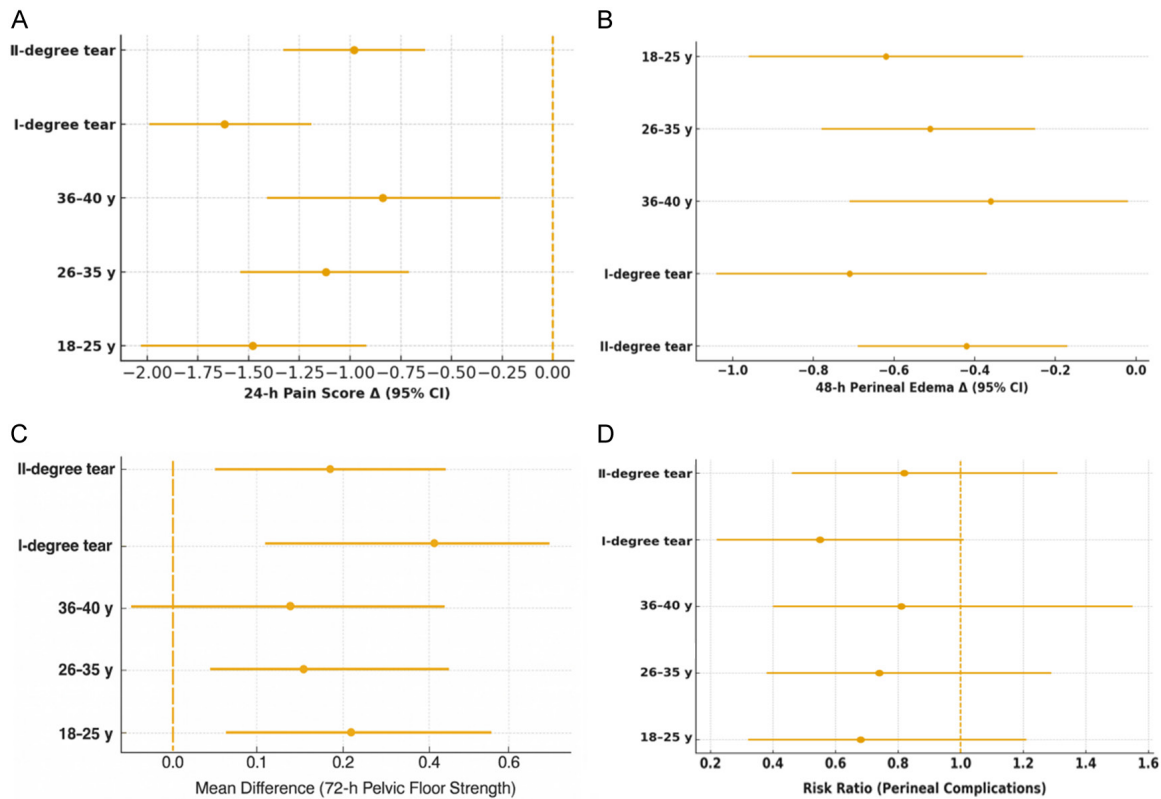 A
II-degree tear
I-degree tear
36–40 y
26–35 y
18–25 y
−2.00 −1.75 −1.50 −1.25 −1.00 −0.75 −0.50 −0.25 0.00
24-h Pain Score Δ (95% CI)
B
18–25 y
26–35 y
36–40 y
I-degree tear
II-degree tear
−1.0 −0.8 −0.6 −0.4 −0.2 0.0
48-h Perineal Edema Δ (95% CI)
C
II-degree tear
I-degree tear
36–40 y
26–35 y
18–25 y
0.0 0.1 0.2 0.4 0.6
Mean Difference (72-h Pelvic Floor Strength)
D
II-degree tear
I-degree tear
36–40 y
26–35 y
18–25 y
0.2 0.4 0.6 0.8 1.0 1.2 1.4 1.6
Risk Ratio (Perineal Complications)